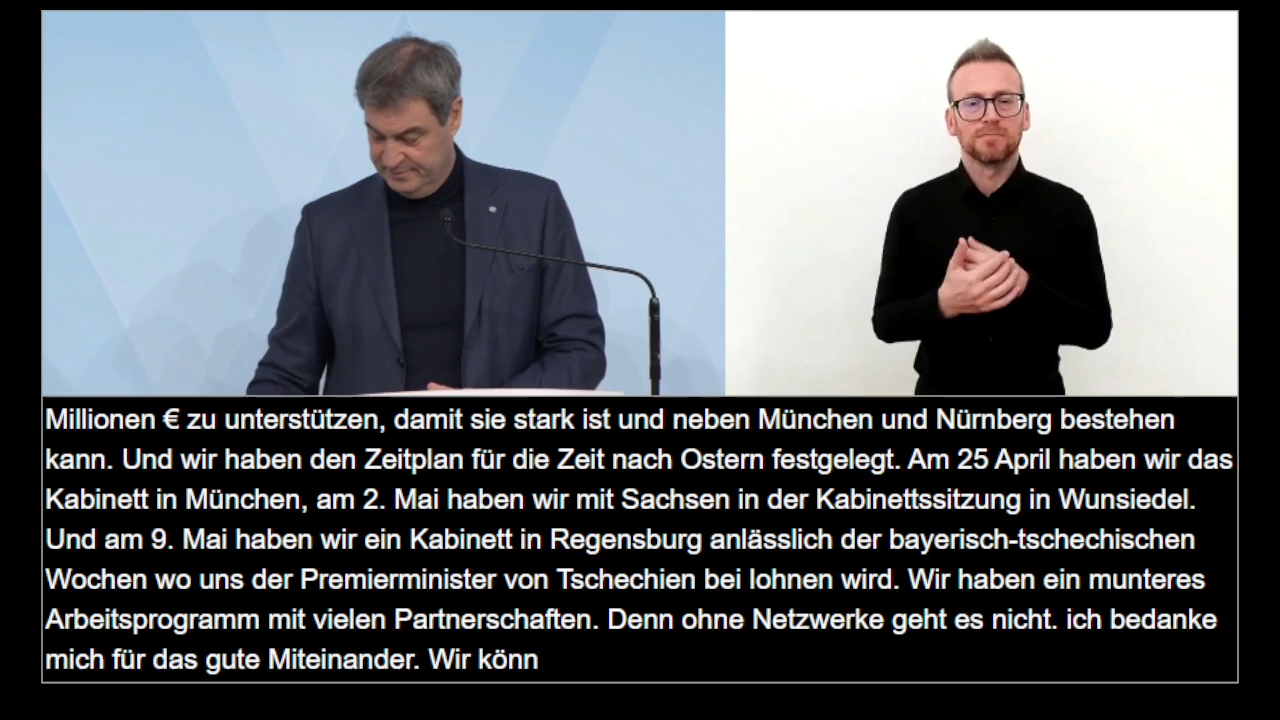 Millionen € zu unterstützen, damit sie stark ist und neben München und Nürnberg bestehen
kann. Und wir haben den Zeitplan für die Zeit nach Ostern festgelegt. Am 25 April haben wir das
Kabinett in München, am 2. Mai haben wir mit Sachsen in der Kabinettssitzung in Wunsiedel.
Und am 9. Mai haben wir ein Kabinett in Regensburg anlässlich der bayerisch-tschechischen
Wochen wo uns der Premierminister von Tschechien bei lohnen wird. Wir haben ein munteres
Arbeitsprogramm mit vielen Partnerschaften. Denn ohne Netzwerke geht es nicht. ich bedanke
mich für das gute Miteinander. Wir könn